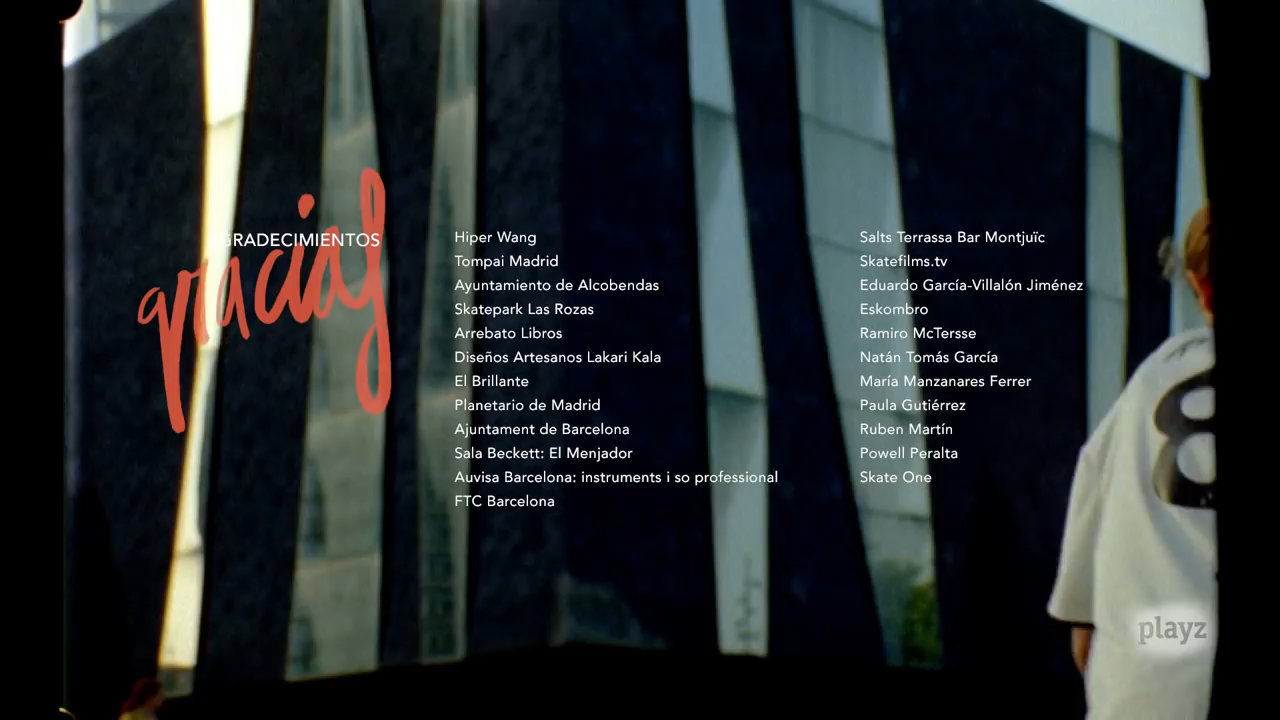 gracias
AGRADECIMIENTOS
Hiper Wang
Tompai Madrid
Ayuntamiento de Alcobendas
Skatepark Las Rozas
Arrebato Libros
Diseños Artesanos Lakari Kala
El Brillante
Planetario de Madrid
Ajuntament de Barcelona
Sala Beckett: El Menjador
Auvisa Barcelona: instruments i so professional
FTC Barcelona
Salts Terrassa Bar Montjuïc
Skatefilms.tv
Eduardo García-Villalón Jiménez
Eskombro
Ramiro McTersse
Natán Tomás García
María Manzanares Ferrer
Paula Gutiérrez
Ruben Martín
Powell Peralta
Skate One
8
playz